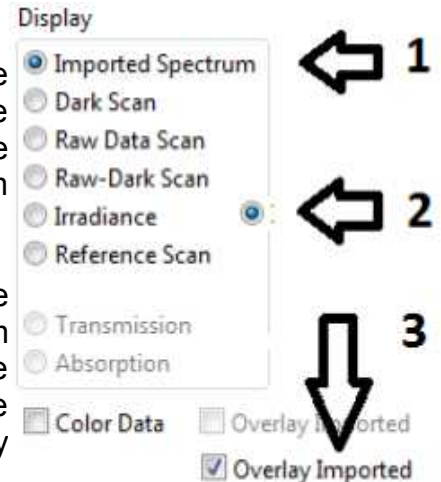 Display
Imported Spectrum
1
Dark Scan
Raw Data Scan
Raw-Dark Scan
Irradiance
2
Reference Scan
Transmission
3
Absorption
Color Data
Overlay Imported
Overlay Imported